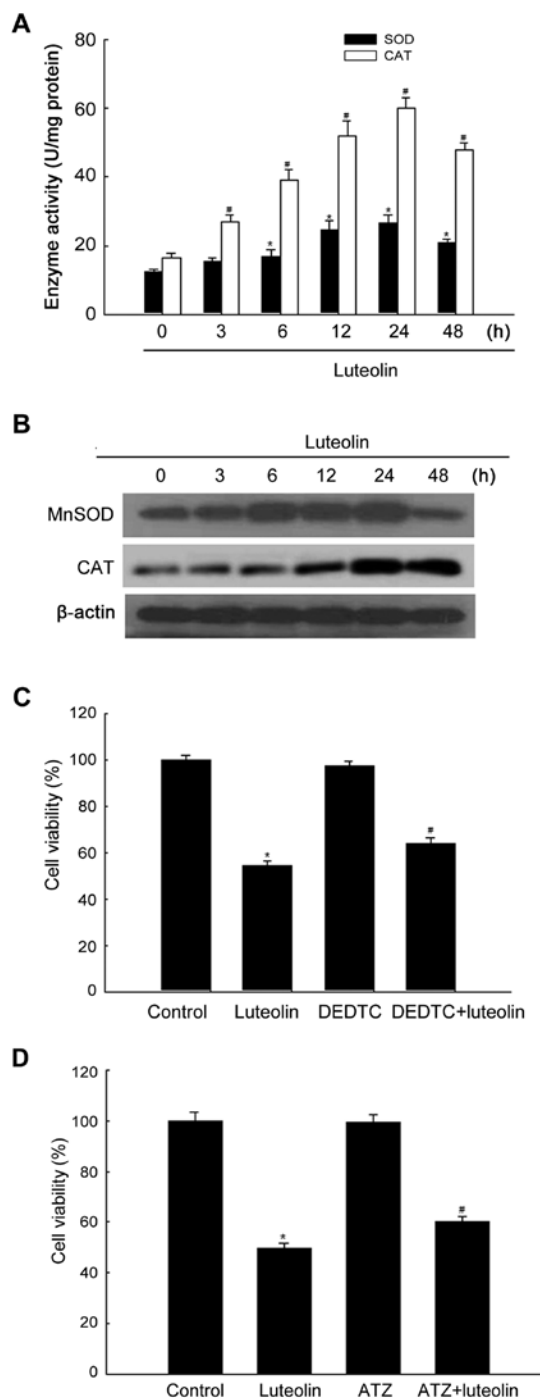 A
SOD
CAT
Enzyme activity (U/mg protein)
80
60
40
20
0
# # # # #
* * * *
0 3 6 12 24 48 (h)
Luteolin
B
Luteolin
0 3 6 12 24 48 (h)
MnSOD
CAT
β-actin
C
Cell viability (%)
120
100
80
60
40
20
0
* #
Control Luteolin DEDTC DEDTC+luteolin
D
Cell viability (%)
120
100
80
60
40
20
0
* #
Control Luteolin ATZ ATZ+luteolin